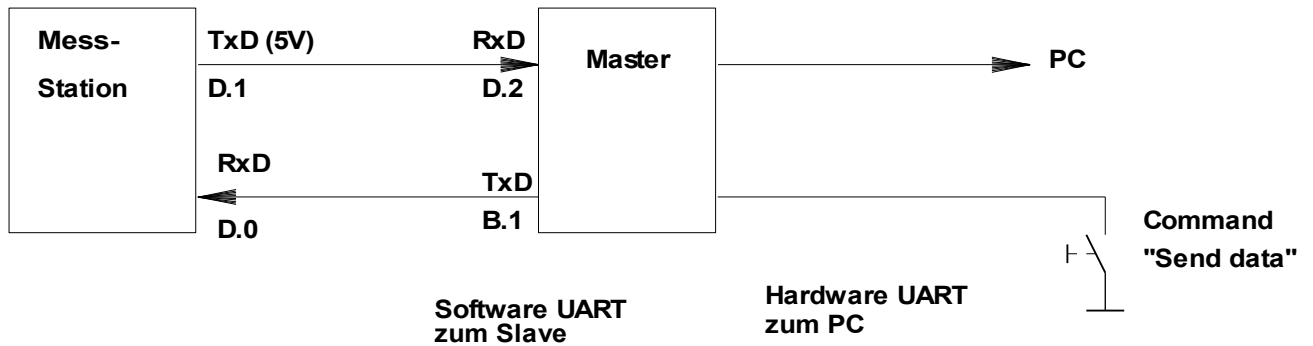 Mess-
Station
TxD (5V)
D.1
RxD
D.2
Master
PC
RxD
D.0
TxD
B.1
Command
"Send data"
Software UART
zum Slave
Hardware UART
zum PC